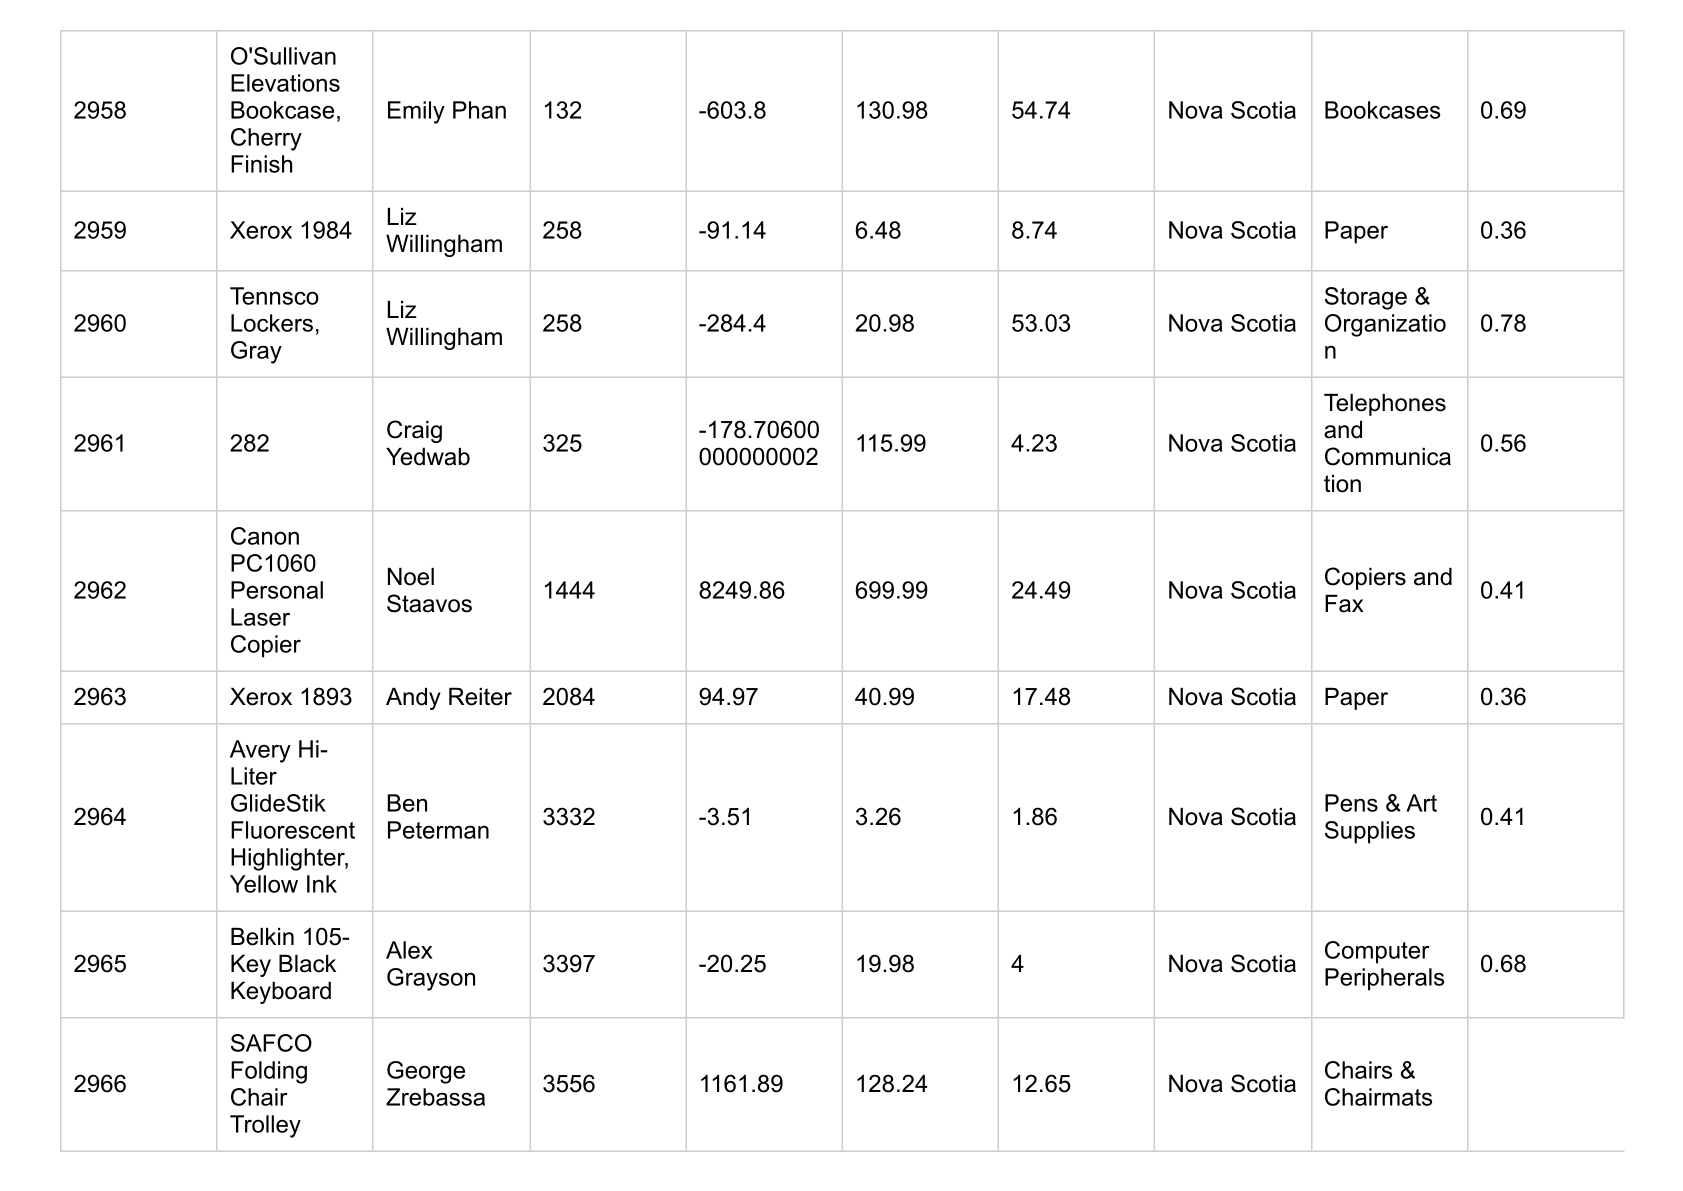 2958
O'Sullivan
Elevations
Bookcase,
Cherry
Finish
Emily Phan
132
-603.8
130.98
54.74
Nova Scotia
Bookcases
0.69
2959
Xerox 1984
Liz
Willingham
258
-91.14
6.48
8.74
Nova Scotia
Paper
0.36
2960
Tennsco
Lockers,
Gray
Liz
Willingham
258
-284.4
20.98
53.03
Nova Scotia
Storage &
Organizatio
n
0.78
2961
282
Craig
Yedwab
325
-178.70600
000000002
115.99
4.23
Nova Scotia
Telephones
and
Communica
tion
0.56
2962
Canon
PC1060
Personal
Laser
Copier
Noel
Staavos
1444
8249.86
699.99
24.49
Nova Scotia
Copiers and
Fax
0.41
2963
Xerox 1893
Andy Reiter
2084
94.97
40.99
17.48
Nova Scotia
Paper
0.36
2964
Avery Hi-
Liter
GlideStik
Fluorescent
Highlighter,
Yellow Ink
Ben
Peterman
3332
-3.51
3.26
1.86
Nova Scotia
Pens & Art
Supplies
0.41
2965
Belkin 105-
Key Black
Keyboard
Alex
Grayson
3397
-20.25
19.98
4
Nova Scotia
Computer
Peripherals
0.68
2966
SAFCO
Folding
Chair
Trolley
George
Zrebassa
3556
1161.89
128.24
12.65
Nova Scotia
Chairs &
Chairmats